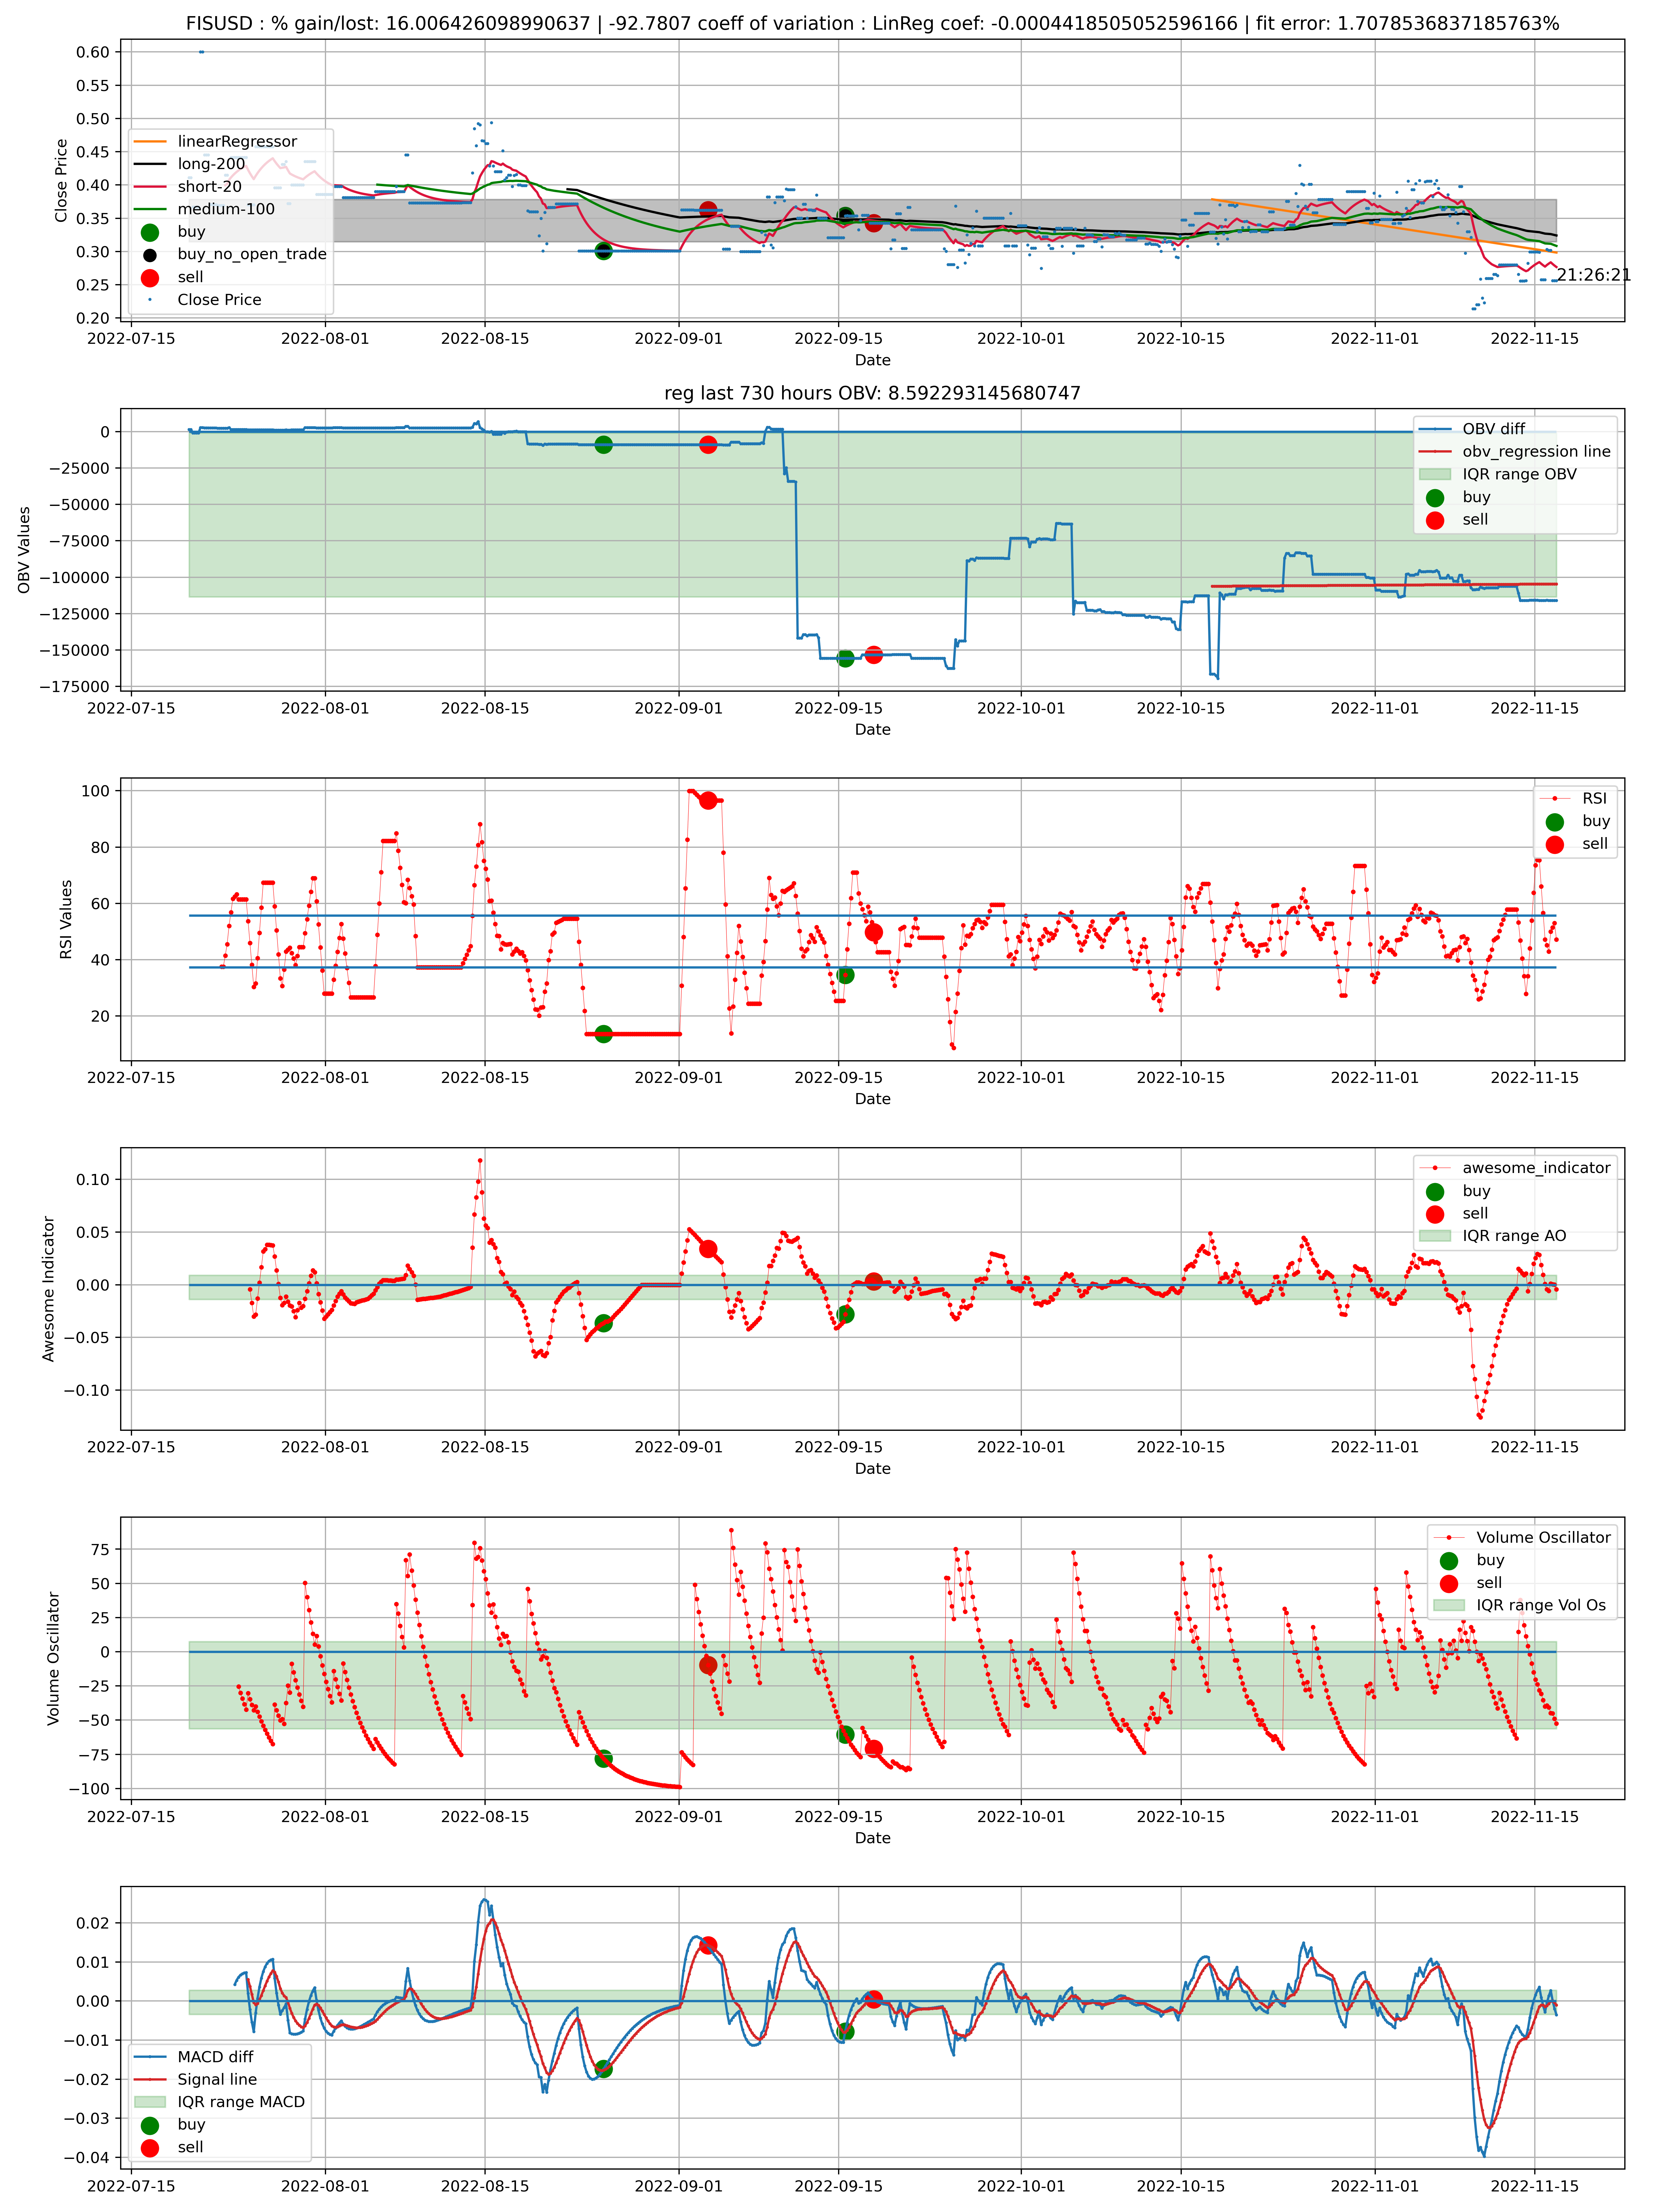 FISUSD : % gain/lost: 16.006426098990637 | -92.7807 coeff of variation : LinReg coef: -0.0004418505052596166 | fit error: 1.7078536837185763%
0.60
0.55
0.50
0.45
0.40
0.35
0.30
0.25
0.20
Close Price
linearRegressor
long-200
short-20
medium-100
buy
buy_no_open_trade
sell
Close Price
21:26:21
2022-07-15 2022-08-01 2022-08-15 2022-09-01 2022-09-15 2022-10-01 2022-10-15 2022-11-01 2022-11-15
Date
reg last 730 hours OBV: 8.592293145680747
0
−25000
−50000
−75000
−100000
−125000
−150000
−175000
OBV Values
OBV diff
obv_regression line
IQR range OBV
buy
sell
2022-07-15 2022-08-01 2022-08-15 2022-09-01 2022-09-15 2022-10-01 2022-10-15 2022-11-01 2022-11-15
Date
100
80
60
40
20
RSI Values
RSI
buy
sell
2022-07-15 2022-08-01 2022-08-15 2022-09-01 2022-09-15 2022-10-01 2022-10-15 2022-11-01 2022-11-15
Date
0.10
0.05
0.00
−0.05
−0.10
Awesome Indicator
awesome_indicator
buy
sell
IQR range AO
2022-07-15 2022-08-01 2022-08-15 2022-09-01 2022-09-15 2022-10-01 2022-10-15 2022-11-01 2022-11-15
Date
75
50
25
0
−25
−50
−75
−100
Volume Oscillator
Volume Oscillator
buy
sell
IQR range Vol Os
2022-07-15 2022-08-01 2022-08-15 2022-09-01 2022-09-15 2022-10-01 2022-10-15 2022-11-01 2022-11-15
Date
0.02
0.01
0.00
−0.01
−0.02
−0.03
−0.04
MACD diff
Signal line
IQR range MACD
buy
sell
2022-07-15 2022-08-01 2022-08-15 2022-09-01 2022-09-15 2022-10-01 2022-10-15 2022-11-01 2022-11-15